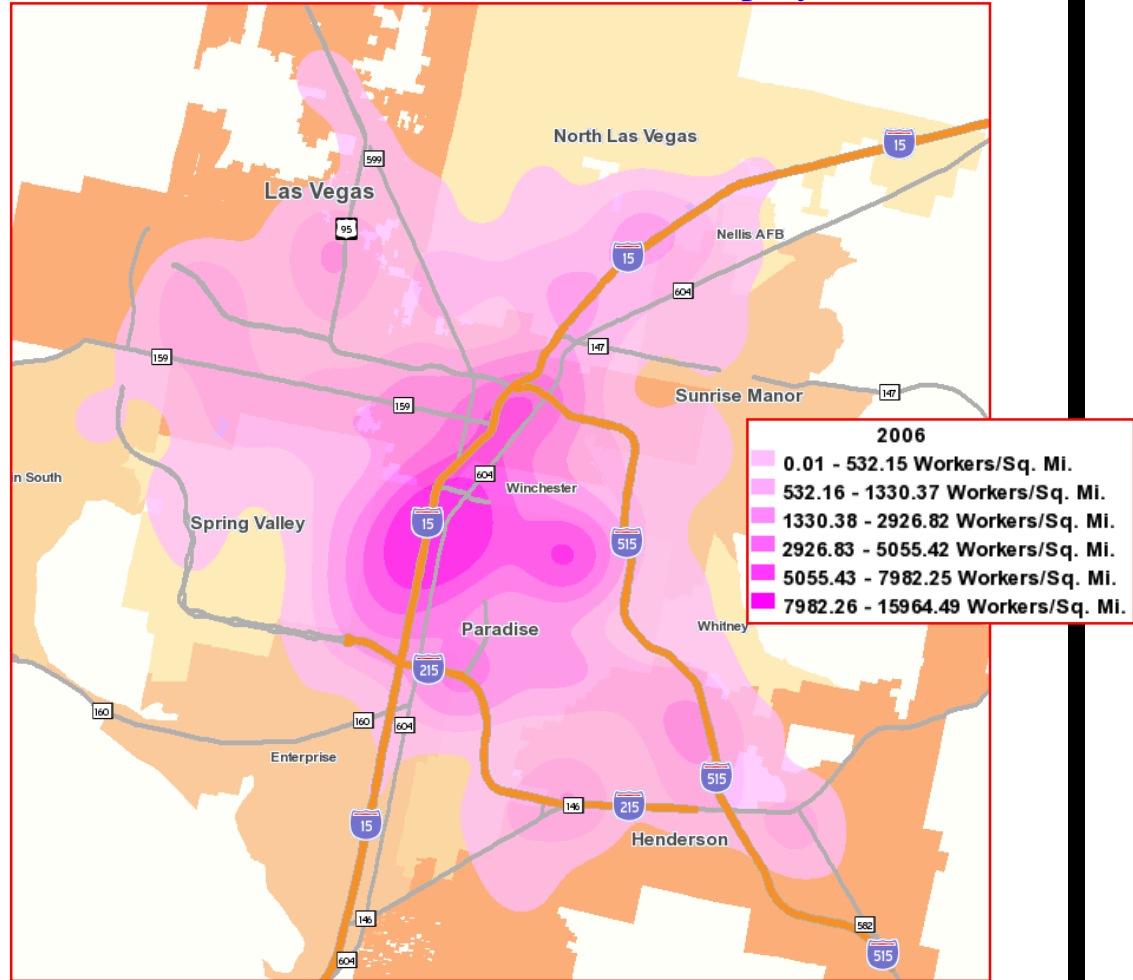 North Las Vegas
15
599
Las Vegas
95
Nellis AFB
15
604
147
159
Sunrise Manor
147
159
2006
0.01 - 532.15 Workers/Sq. Mi.
532.16 - 1330.37 Workers/Sq. Mi.
1330.38 - 2926.82 Workers/Sq. Mi.
2926.83 - 5055.42 Workers/Sq. Mi.
5055.43 - 7982.25 Workers/Sq. Mi.
7982.26 - 15964.49 Workers/Sq. Mi.
n South
604
Winchester
Spring Valley
15
515
Paradise
Whitney
215
160
160
604
Enterprise
515
146
215
15
Henderson
146
582
604
515